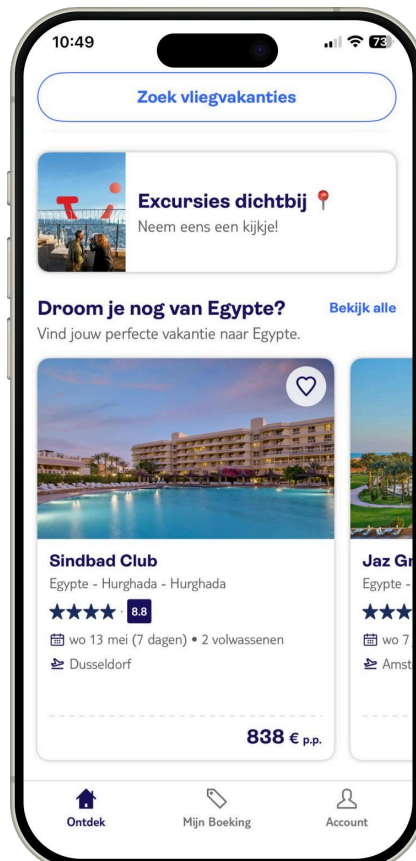 10:49
73
Zoek vliegvakanties
Excursies dichtbij 📍
Neem eens een kijkje!
Droom je nog van Egypte?
Bekijk alle
Vind jouw perfecte vakantie naar Egypte.
Sindbad Club
Egypte - Hurghada - Hurghada
★★★★ · 8.8
wo 13 mei (7 dagen) • 2 volwassenen
Dusseldorf
838 € p.p.
Jaz Gr
Egypte -
wo 7
Amst
Ontdek
Mijn Boeking
Account